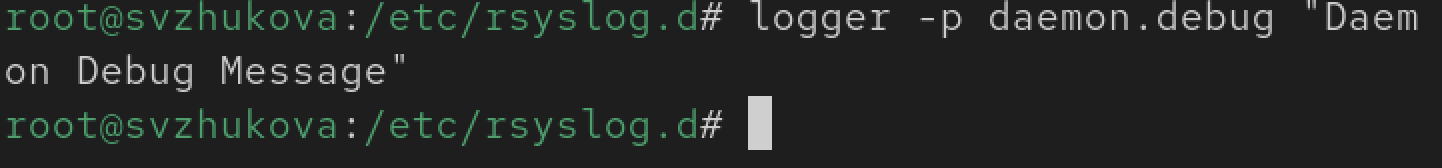 root@svzhukova:/etc/rsyslog.d# logger -p daemon.debug "Daem
on Debug Message"
root@svzhukova:/etc/rsyslog.d#